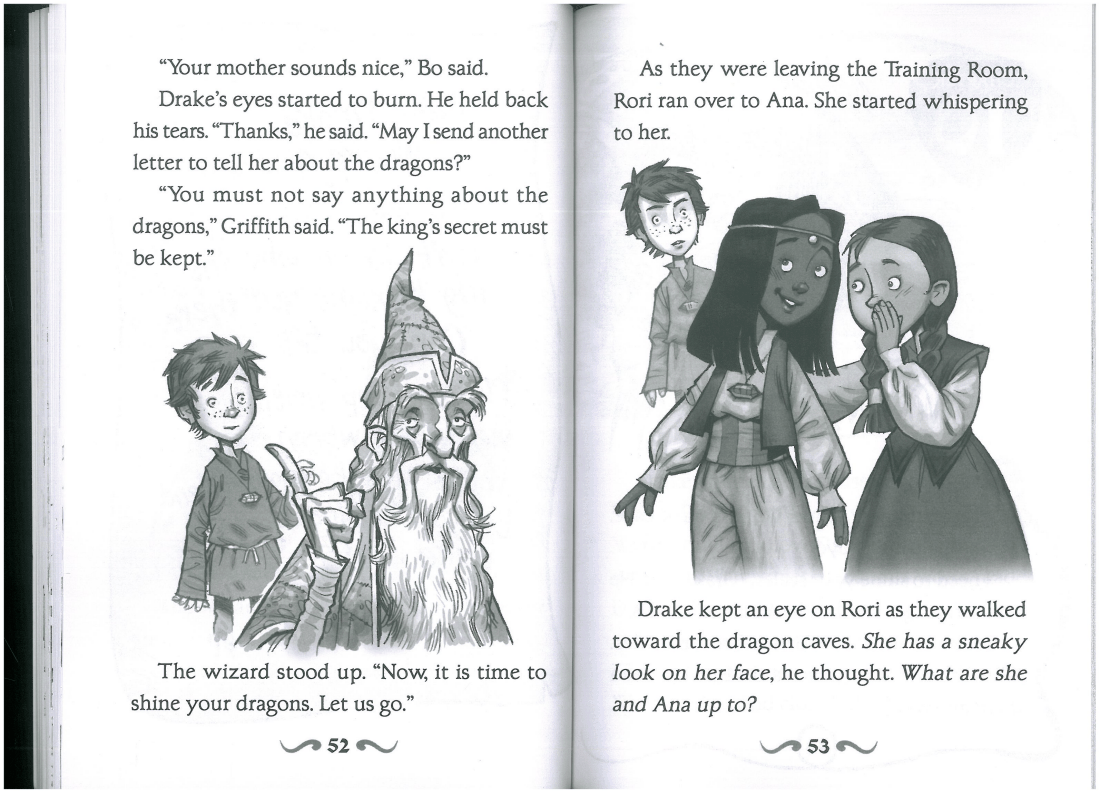 “Your mother sounds nice,” Bo said.
Drake’s eyes started to burn. He held back
his tears. “Thanks,” he said. “May I send another
letter to tell her about the dragons?”
“You must not say anything about the
dragons,” Griffith said. “The king’s secret must
be kept.”
The wizard stood up. “Now, it is time to
shine your dragons. Let us go.”
52
As they were leaving the Training Room,
Rori ran over to Ana. She started whispering
to her.
Drake kept an eye on Rori as they walked
toward the dragon caves. She has a sneaky
look on her face, he thought. What are she
and Ana up to?
53